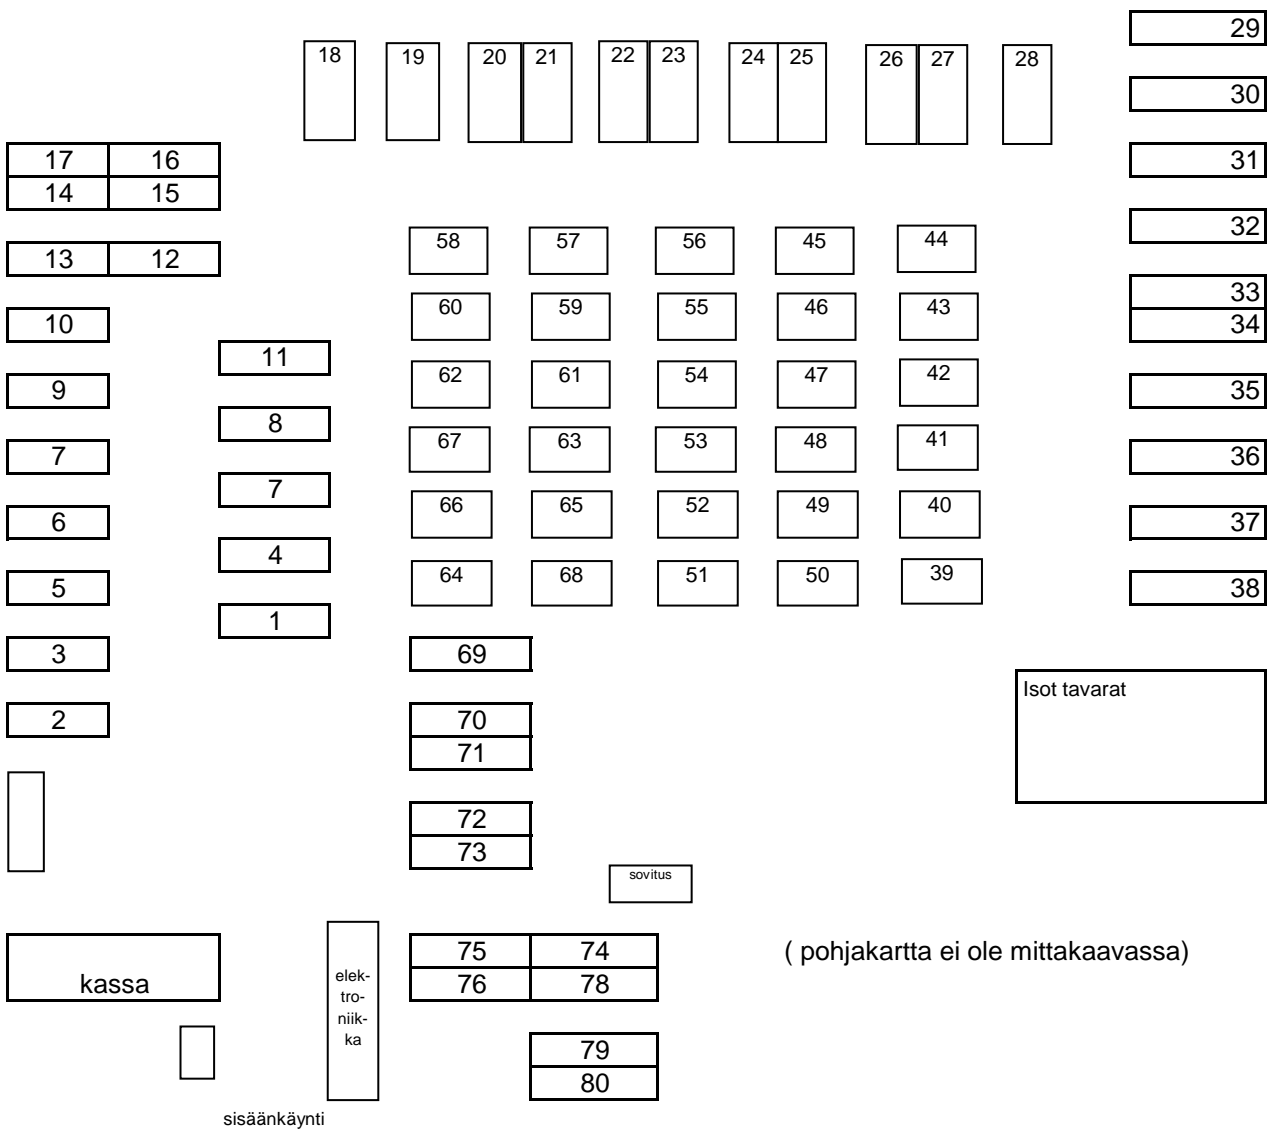 29
18 19 20 21 22 23 24 25 26 27 28
30
17 16
31
14 15
32
58 57 56 45 44
13 12
33
60 59 55 46 43
10
34
11
62 61 54 47 42
9
35
8
67 63 53 48 41
7
36
7
66 65 52 49 40
6
37
4
64 68 51 50 39
5
38
1
3
69
Isot tavarat
2
70
71
72
73
sovitus
75 74
( pohjakartta ei ole mittakaavassa)
kassa
76 78
elek-
tro-
niik-
ka
79
80
sisäänkäynti